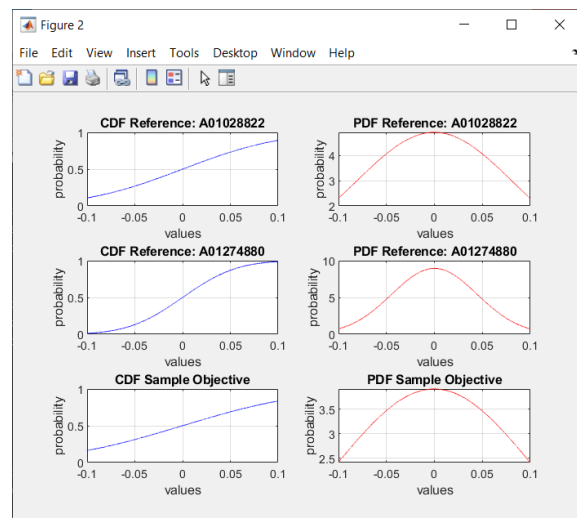 Figure 2
File Edit View Insert Tools Desktop Window Help
CDF Reference: A01028822
1
0.5
0
probability
-0.1 -0.05 0 0.05 0.1
values
PDF Reference: A01028822
4
3
2
probability
-0.1 -0.05 0 0.05 0.1
values
CDF Reference: A01274880
1
0.5
0
probability
-0.1 -0.05 0 0.05 0.1
values
PDF Reference: A01274880
10
5
0
probability
-0.1 -0.05 0 0.05 0.1
values
CDF Sample Objective
1
0.5
0
probability
-0.1 -0.05 0 0.05 0.1
values
PDF Sample Objective
3.5
3
2.5
probability
-0.1 -0.05 0 0.05 0.1
values